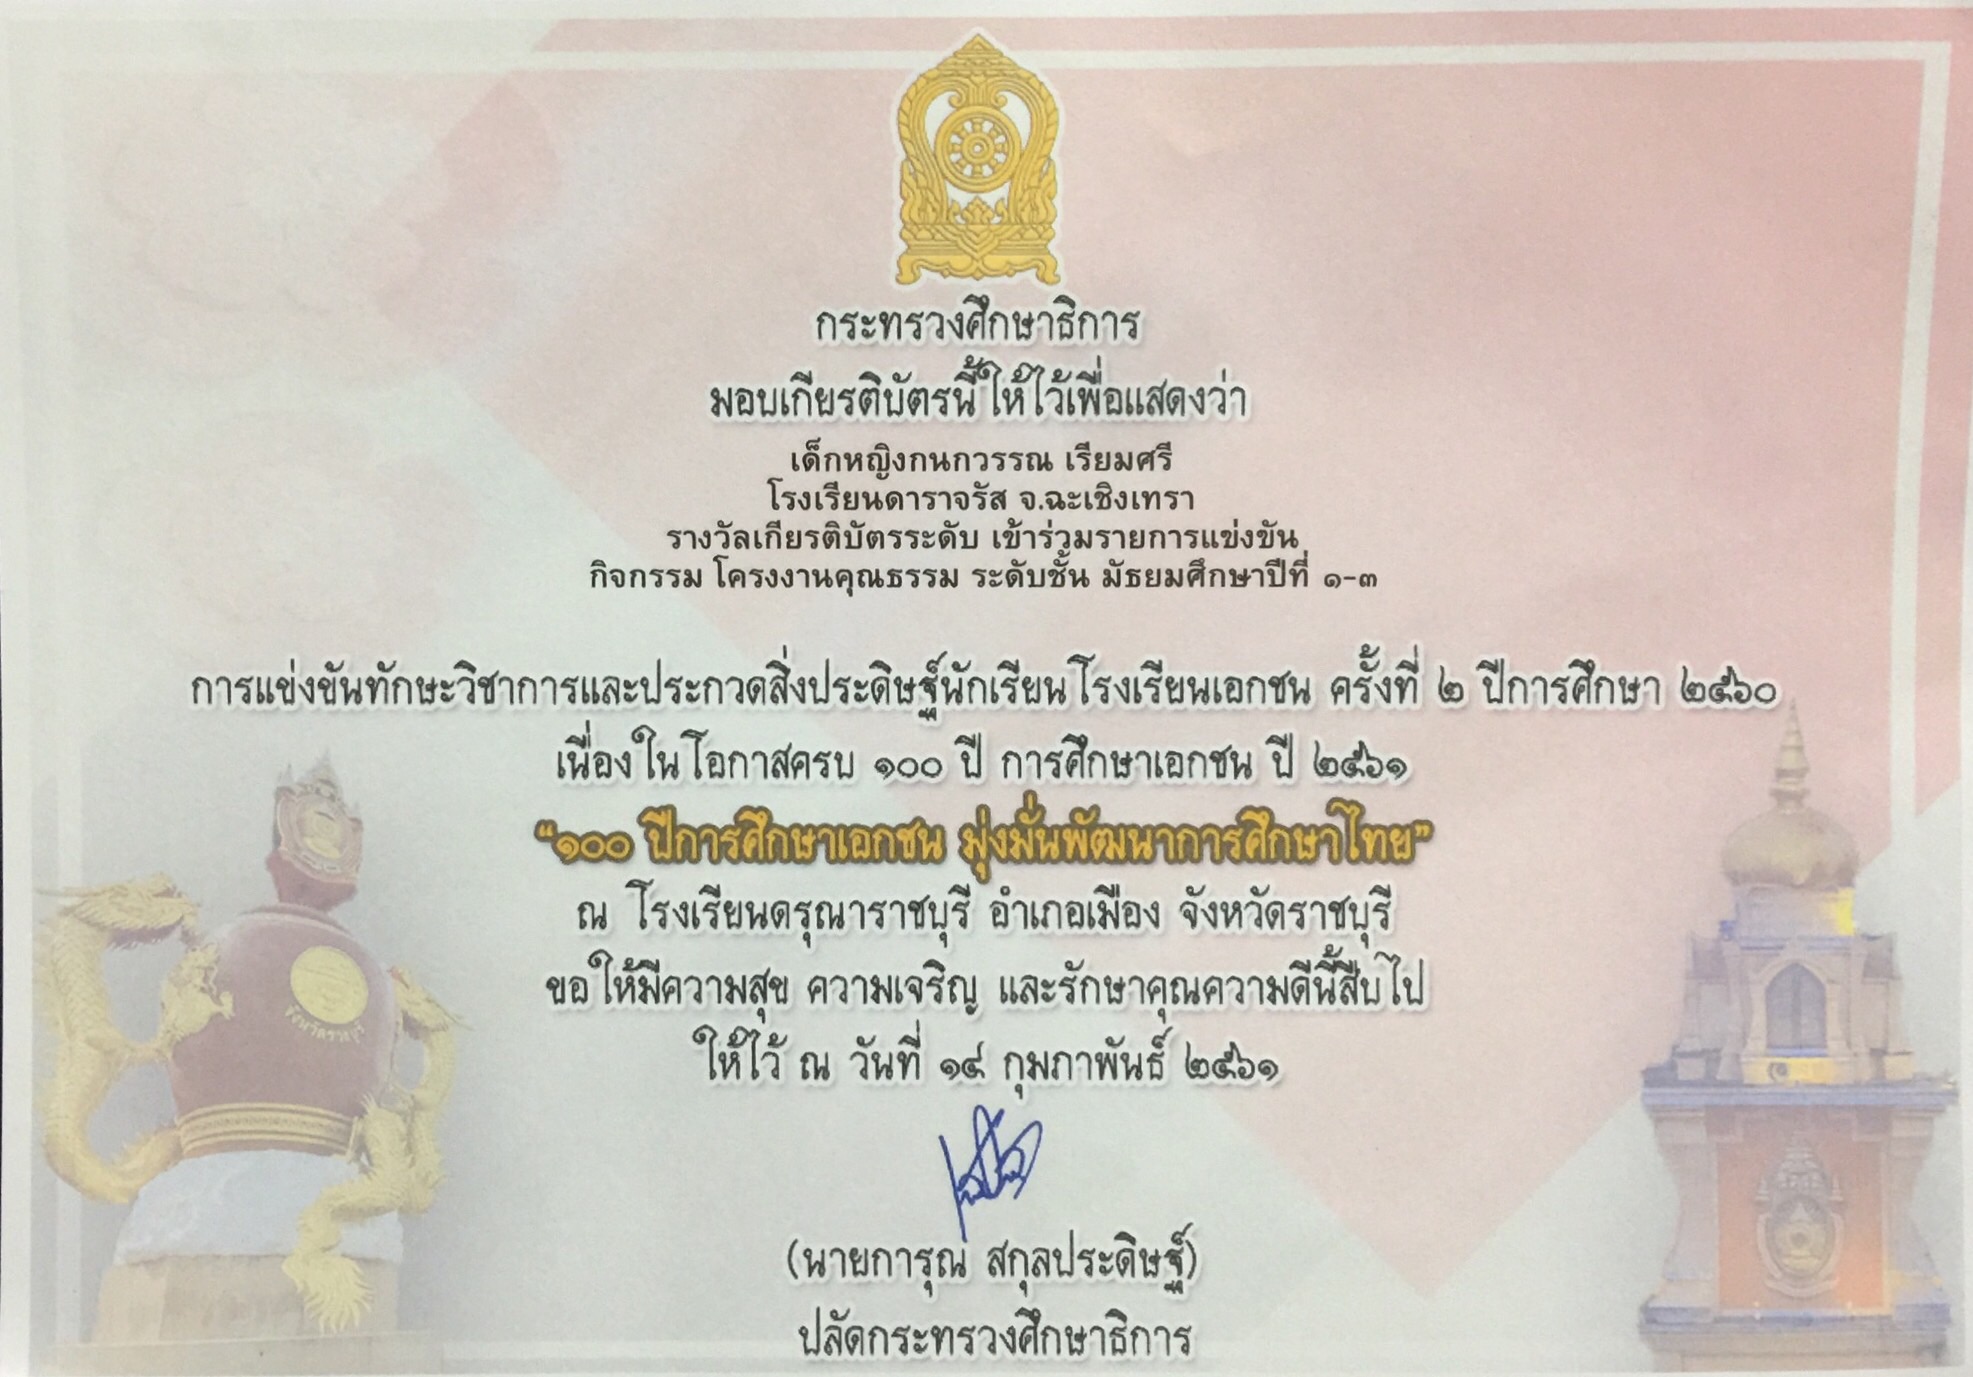 กระทรวงศึกษาธิการ
มอบเกียรติบัตรนี้ให้ไว้เพื่อแสดงว่า
เด็กหญิงกนกวรรณ เรียมศรี
โรงเรียนดาราจรัส จ.ฉะเชิงเทรา
รางวัลเกียรติบัตรระดับ เข้าร่วมรายการแข่งขัน
กิจกรรม โครงงานคุณธรรม ระดับชั้น มัธยมศึกษาปีที่ ๑-๓
การแข่งขันทักษะวิชาการและประกวดสิ่งประดิษฐ์นักเรียนโรงเรียนเอกชน ครั้งที่ ๒ ปีการศึกษา ๒๕๖๐
เนื่องในโอกาสครบ ๑๐๐ ปี การศึกษาเอกชน ปี ๒๕๖๑
“๑๐๐ ปีการศึกษาเอกชน มุ่งมั่นพัฒนาการศึกษาไทย”
ณ โรงเรียนดรุณาราชบุรี อำเภอเมือง จังหวัดราชบุรี
ขอให้มีความสุข ความเจริญ และรักษาคุณความดีนี้สืบไป
ให้ไว้ ณ วันที่ ๑๔ กุมภาพันธ์ ๒๕๖๑
(นายการุณ สกุลประดิษฐ์)
ปลัดกระทรวงศึกษาธิการ
จังหวัดราชบุรี